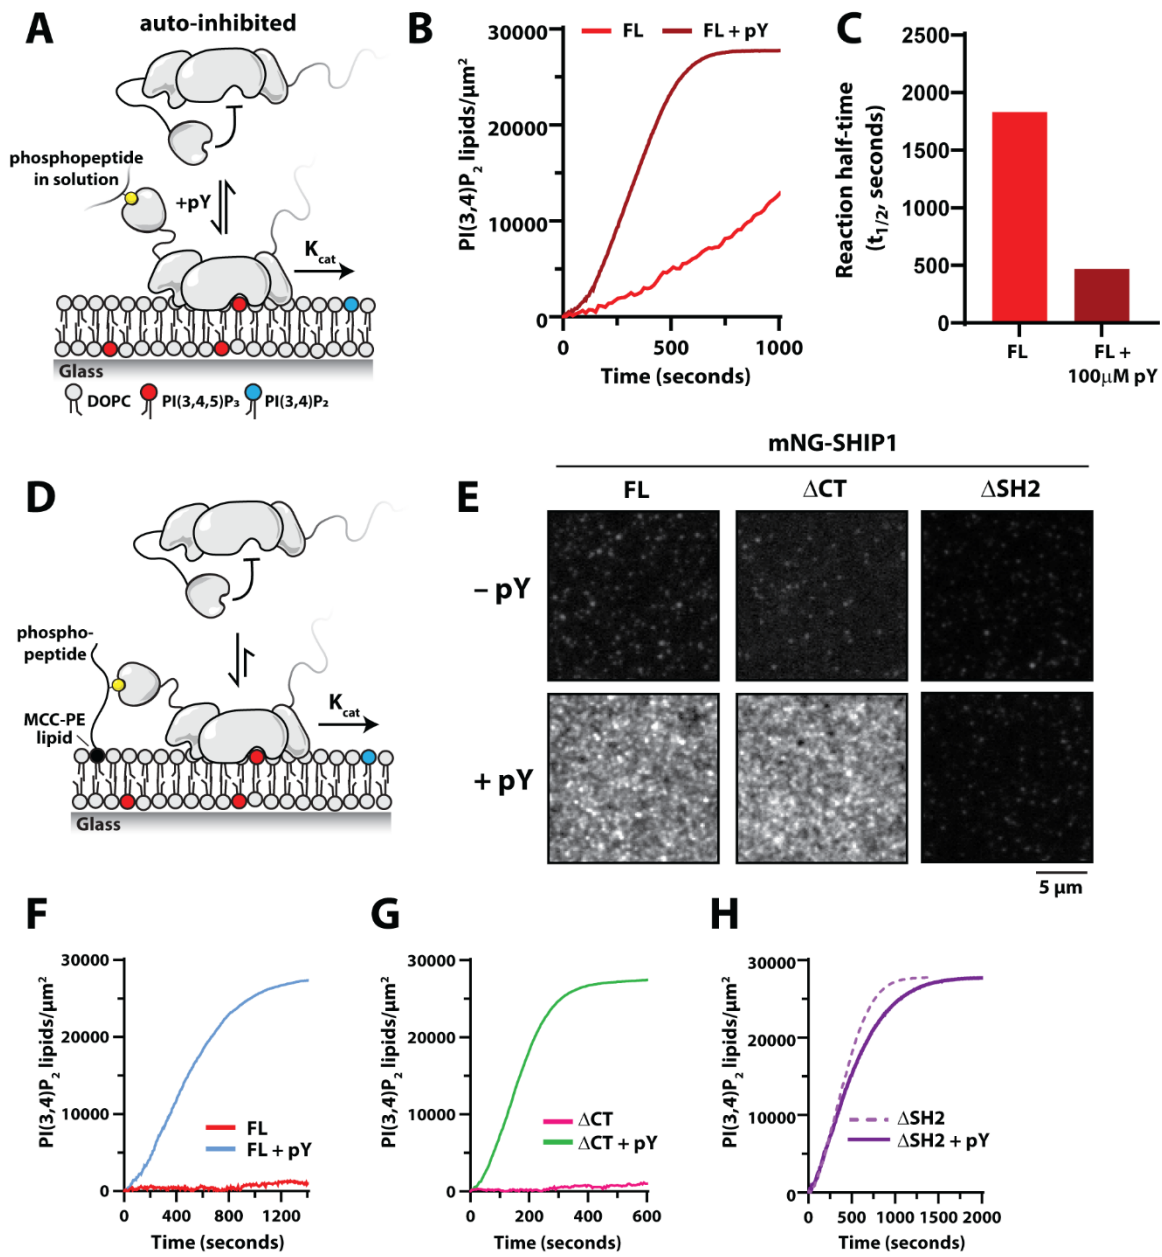 A
auto-inhibited
phosphopeptide
in solution
+pY
Kcat
Glass
DOPC
PI(3,4,5)P₃
PI(3,4)P₂
B
FL
FL + pY
PI(3,4)P₂ lipids/µm²
30000
20000
10000
0
0
500
1000
Time (seconds)
C
Reaction half-time
(t1/2, seconds)
2500
2000
1500
1000
500
0
FL
FL +
100µM pY
D
phospho-
peptide
MCC-PE
lipid
Kcat
Glass
E
mNG-SHIP1
FL
ΔCT
ΔSH2
– pY
+ pY
5 µm
F
PI(3,4)P₂ lipids/µm²
30000
20000
10000
0
FL
FL + pY
0
400
800
1200
Time (seconds)
G
PI(3,4)P₂ lipids/µm²
30000
20000
10000
0
ΔCT
ΔCT + pY
0
200
400
600
Time (seconds)
H
PI(3,4)P₂ lipids/µm²
30000
20000
10000
0
ΔSH2
ΔSH2 + pY
0
500
1000
1500
2000
Time (seconds)